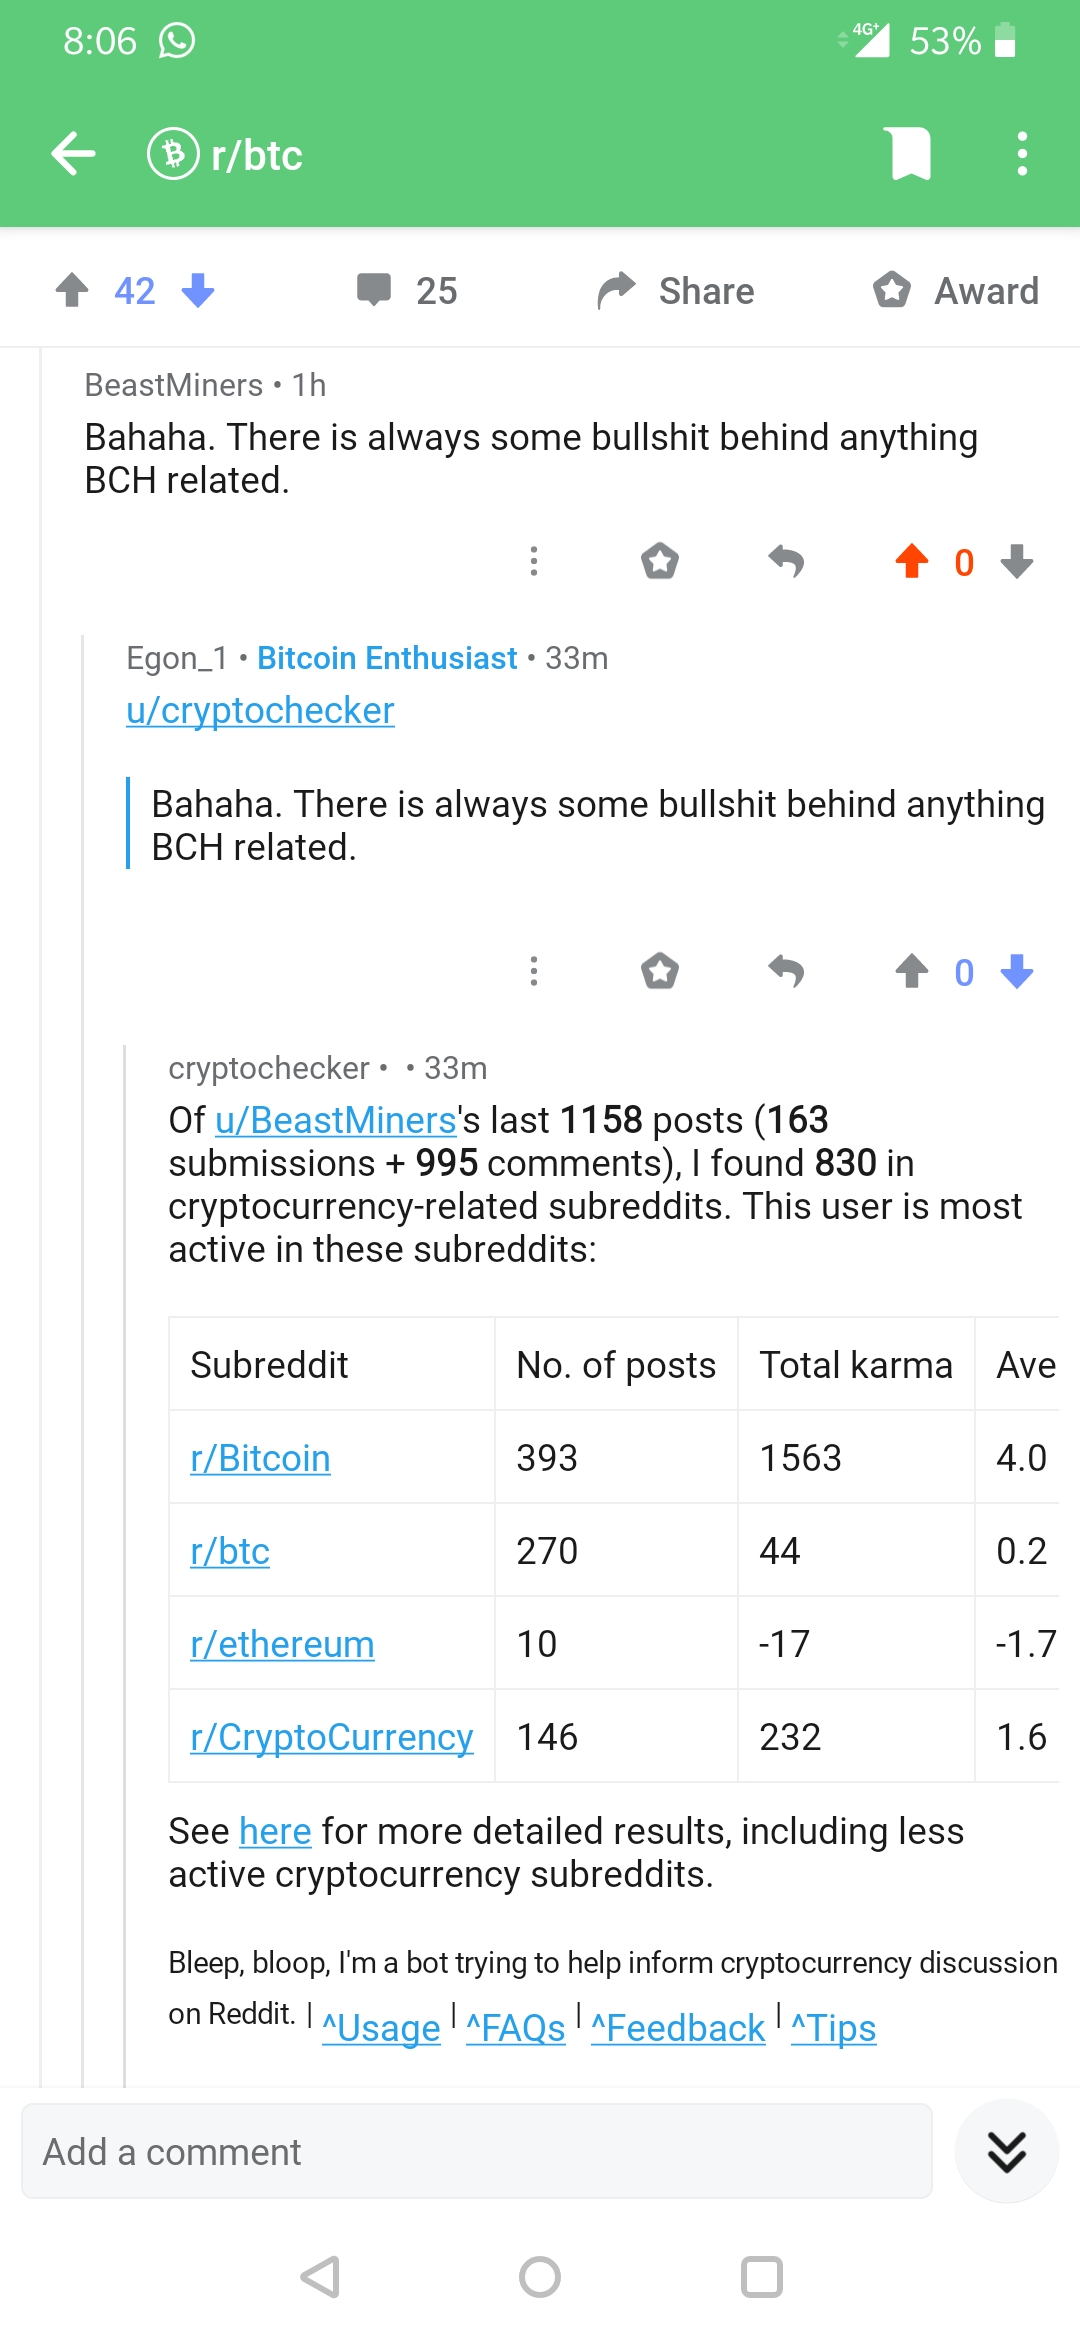 8:06 4G+ 53%
r/btc
42 25 Share Award
BeastMiners • 1h
Bahaha. There is always some bullshit behind anything
BCH related.
0
Egon_1 • Bitcoin Enthusiast • 33m
u/cryptochecker
Bahaha. There is always some bullshit behind anything
BCH related.
0
cryptochecker • • 33m
Of u/BeastMiners's last 1158 posts (163
submissions + 995 comments), I found 830 in
cryptocurrency-related subreddits. This user is most
active in these subreddits:
Subreddit No. of posts Total karma Ave
r/Bitcoin 393 1563 4.0
r/btc 270 44 0.2
r/ethereum 10 -17 -1.7
r/CryptoCurrency 146 232 1.6
See here for more detailed results, including less
active cryptocurrency subreddits.
Bleep, bloop, I'm a bot trying to help inform cryptocurrency discussion
on Reddit. | ^Usage | ^FAQs | ^Feedback | ^Tips
Add a comment